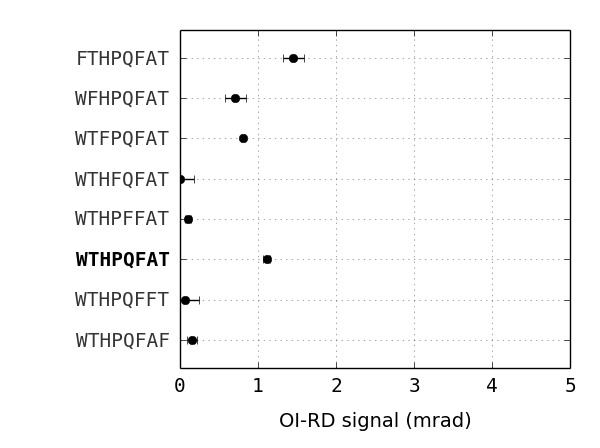 FTHPQFAT
WFHPQFAT
WTFPQFAT
WTHFQFAT
WTHPFFAT
WTHPQFAT
WTHPQFFT
WTHPQFAF
0 1 2 3 4 5
OI-RD signal (mrad)